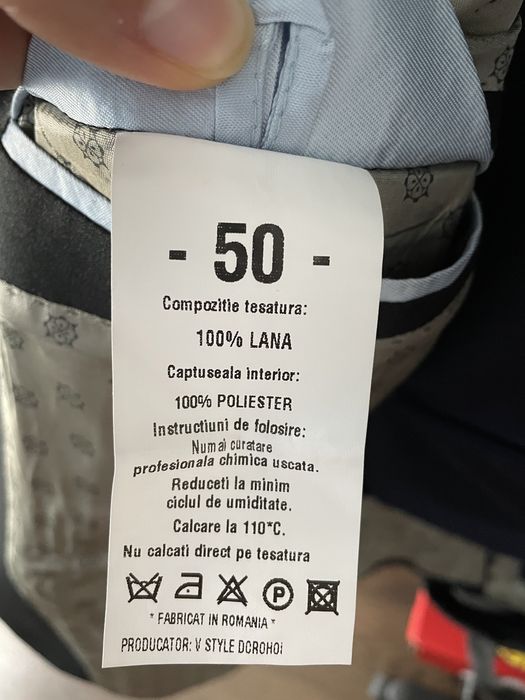 - 50 -
Compozitie tesatura:
100% LANA
Captuseala interior:
100% POLIESTER
Instructiuni de folosire:
Numai curatare
profesionala chimica uscata.
Reduceti la minim
ciclul de umiditate.
Calcare la 110*C.
Nu calcati direct pe tesatura
P
* FABRICAT IN ROMANIA *
PRODUCATOR: V STYLE DOROHOI